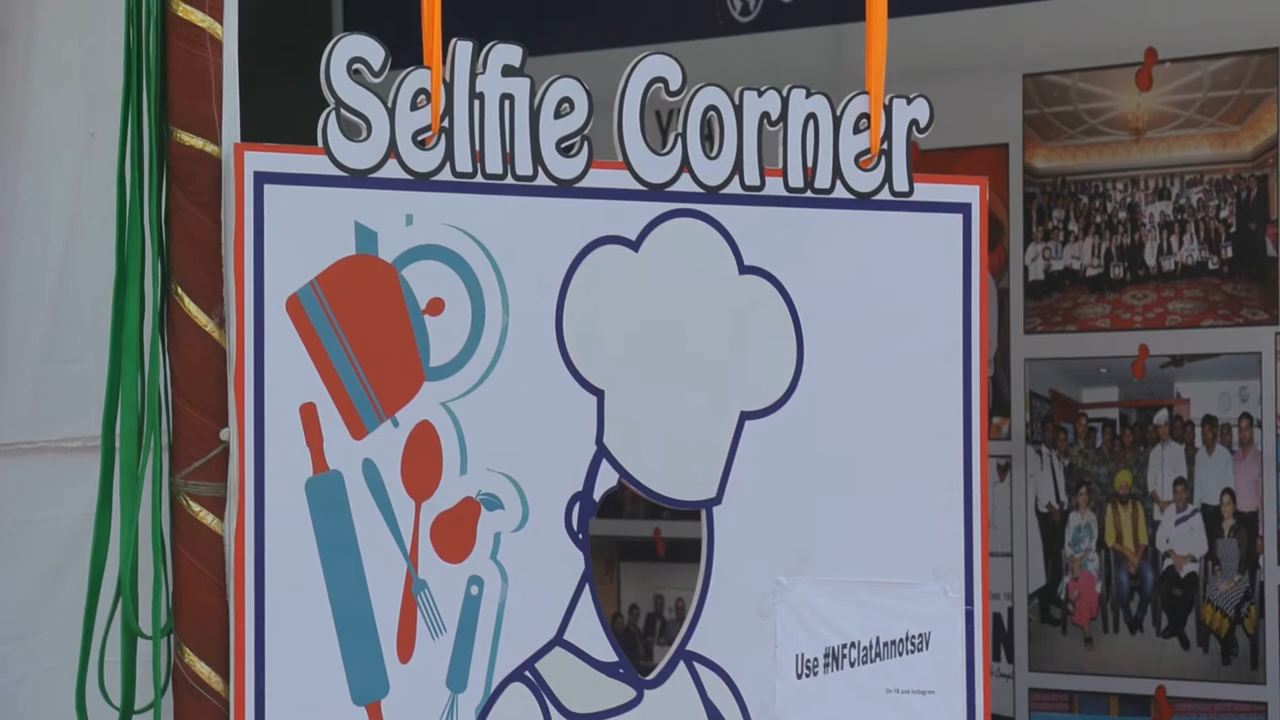 Selfie Corner
Use #NFCIatAnnotsav
On FB and Instagram